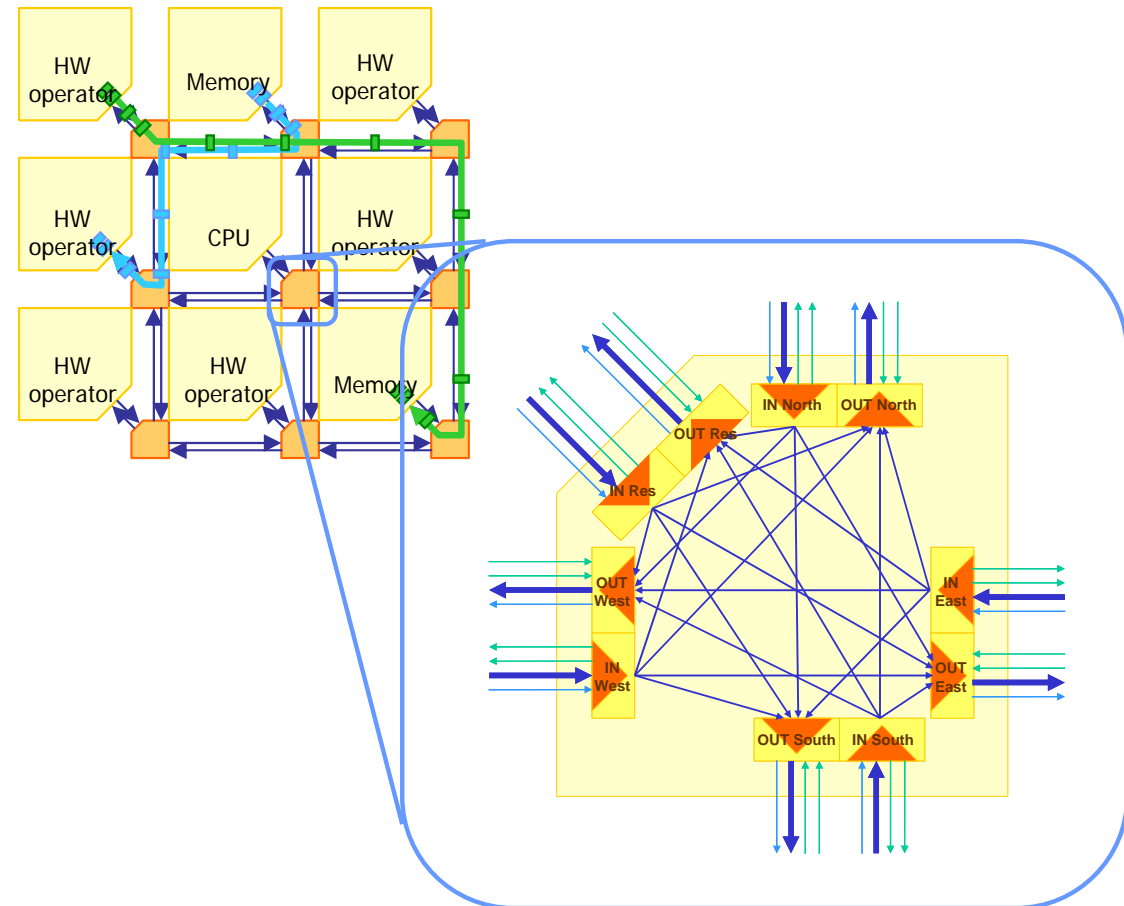 HW
operator
Memory
HW
operator
HW
operator
CPU
HW
operator
HW
operator
HW
operator
Memory
IN North
OUT North
OUT Res
IN Res
OUT
West
IN
West
IN
East
OUT
East
OUT South
IN South